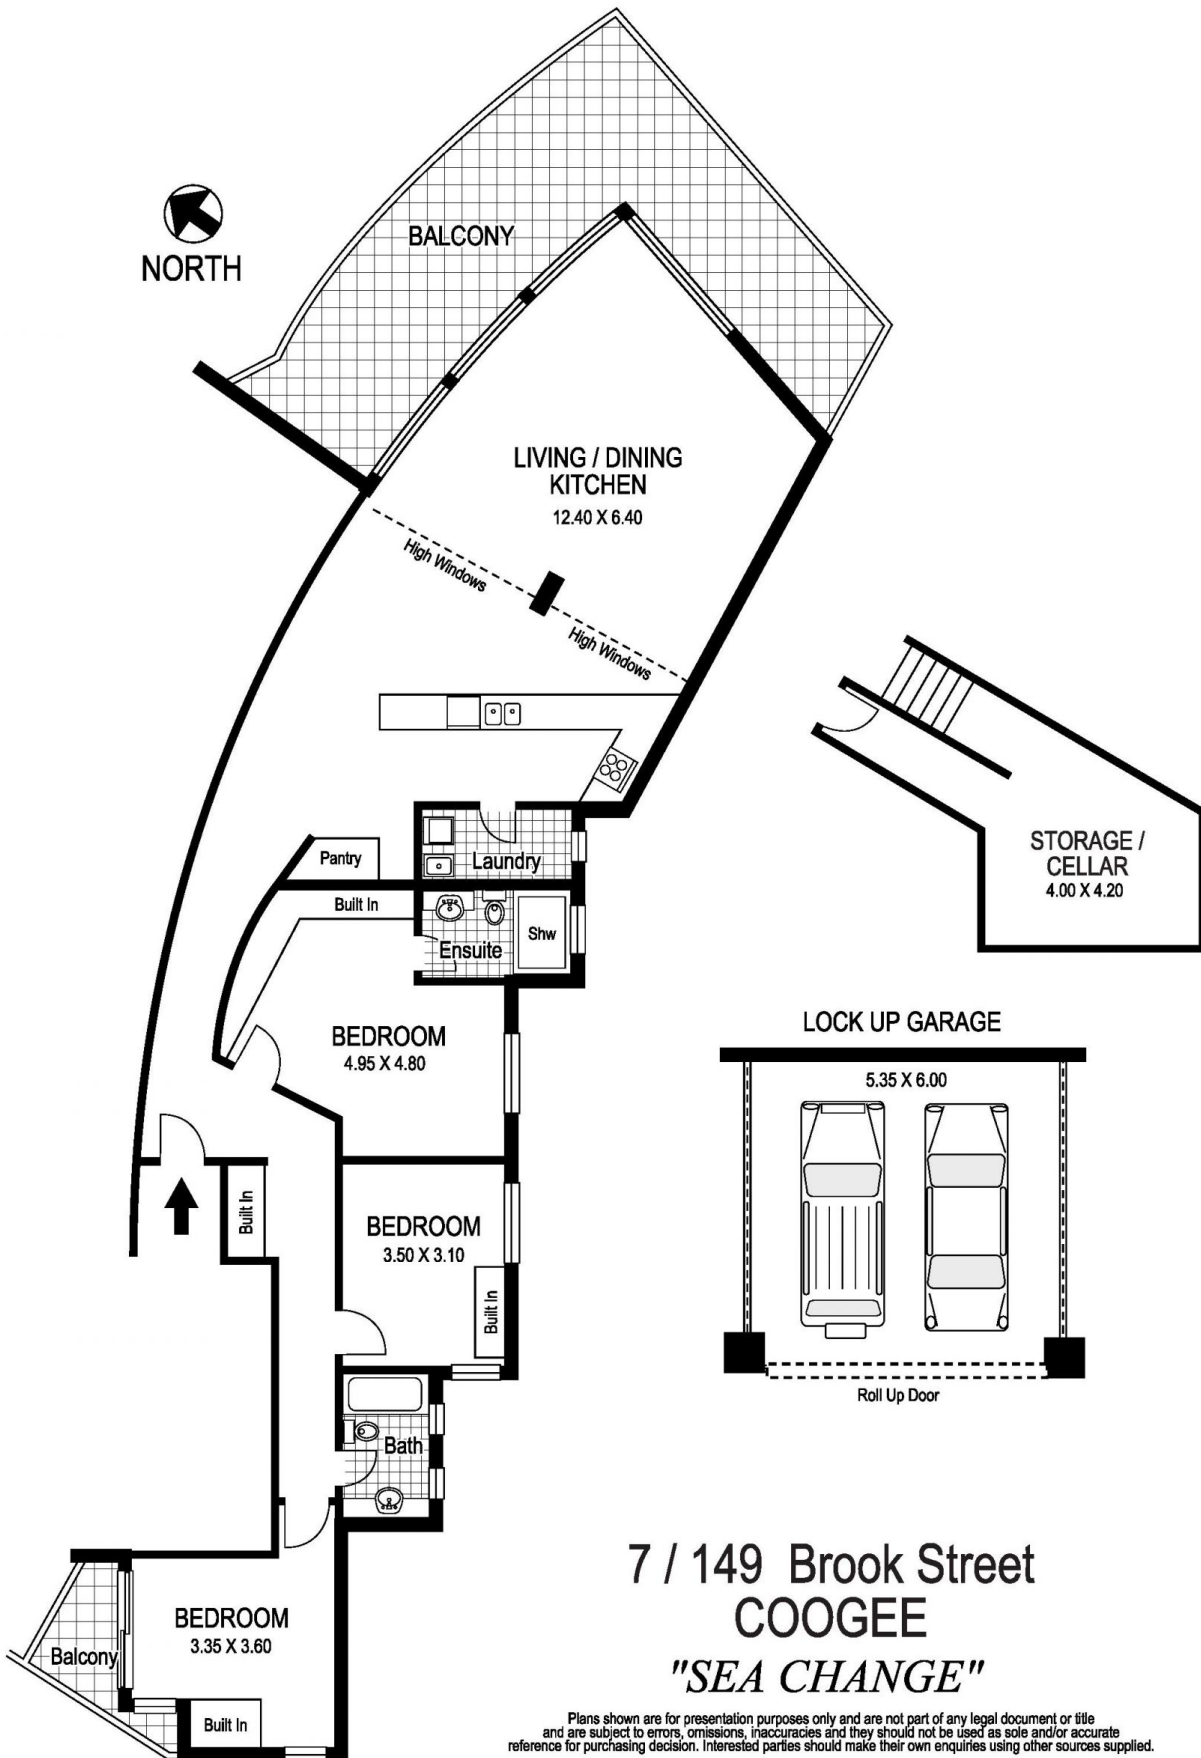 BALCONY
NORTH
LIVING / DINING
KITCHEN
12.40 X 6.40
High Windows
High Windows
STORAGE /
CELLAR
4.00 X 4.20
Pantry
Laundry
Built In
Ensuite
Shw
BEDROOM
4.95 X 4.80
LOCK UP GARAGE
5.35 X 6.00
Roll Up Door
Built In
BEDROOM
3.50 X 3.10
Built In
Bath
BEDROOM
3.35 X 3.60
Balcony
Built In
7 / 149 Brook Street
COOGEE
"SEA CHANGE"
Plans shown are for presentation purposes only and are not part of any legal document or title
and are subject to errors, omissions, inaccuracies and they should not be used as sole and/or accurate
reference for purchasing decision. Interested parties should make their own enquiries using other sources supplied.